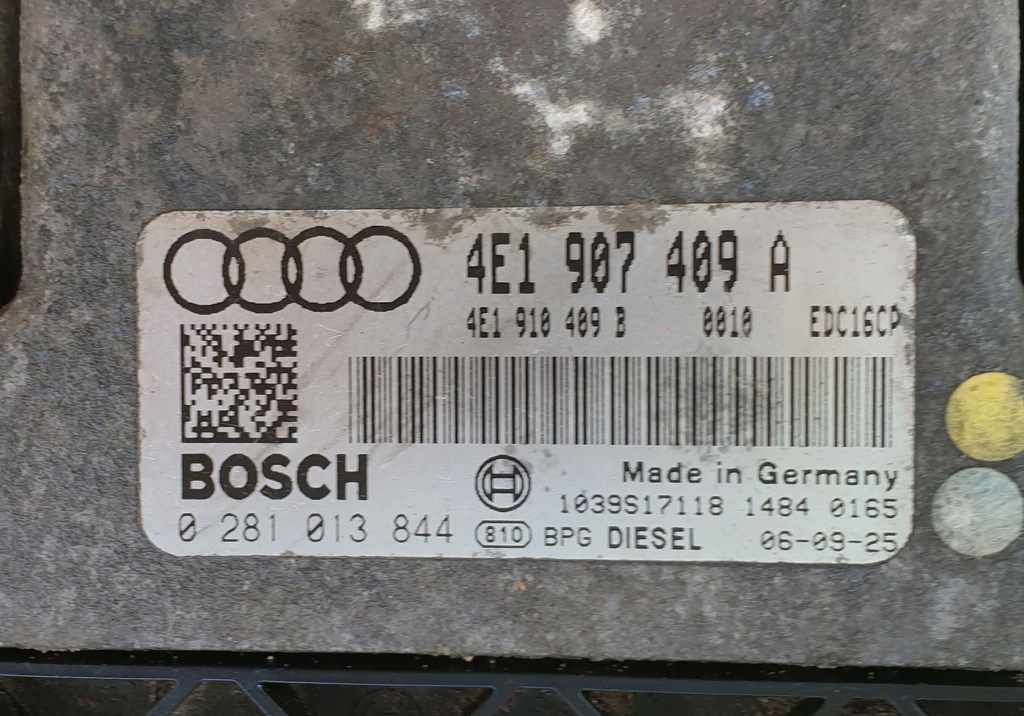 4E1 907 409 A
4E1 910 409 B 0010 EDC16CP
BOSCH
Made in Germany
1039S17118 1484 0165
0 281 013 844 810 BPG DIESEL 06-09-25